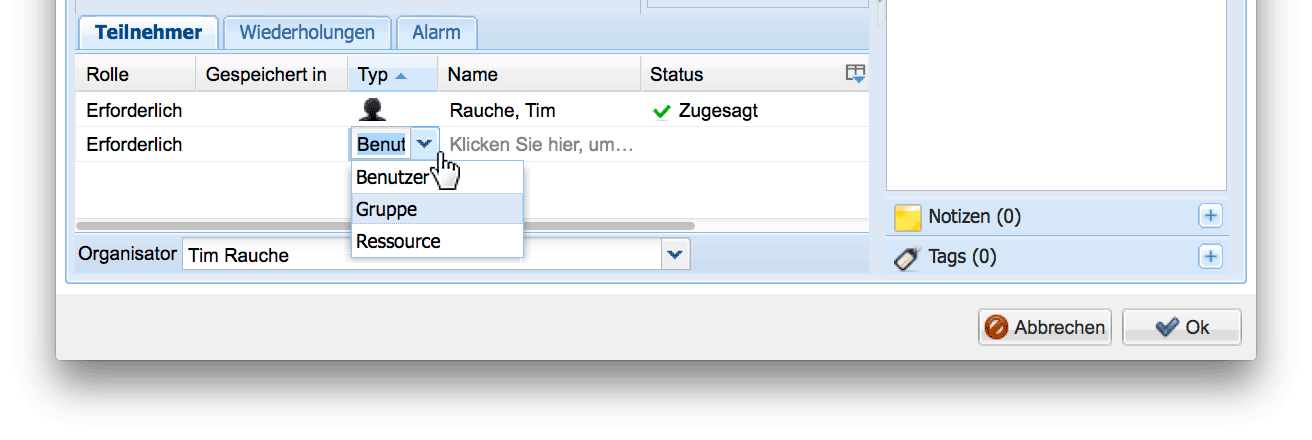 Teilnehmer Wiederholungen Alarm
Rolle Gespeichert in Typ Name Status
Erforderlich Rauche, Tim Zugesagt
Erforderlich Benut Klicken Sie hier, um…
Benutzer
Gruppe
Ressource
Organisator Tim Rauche
Notizen (0)
Tags (0)
Abbrechen Ok